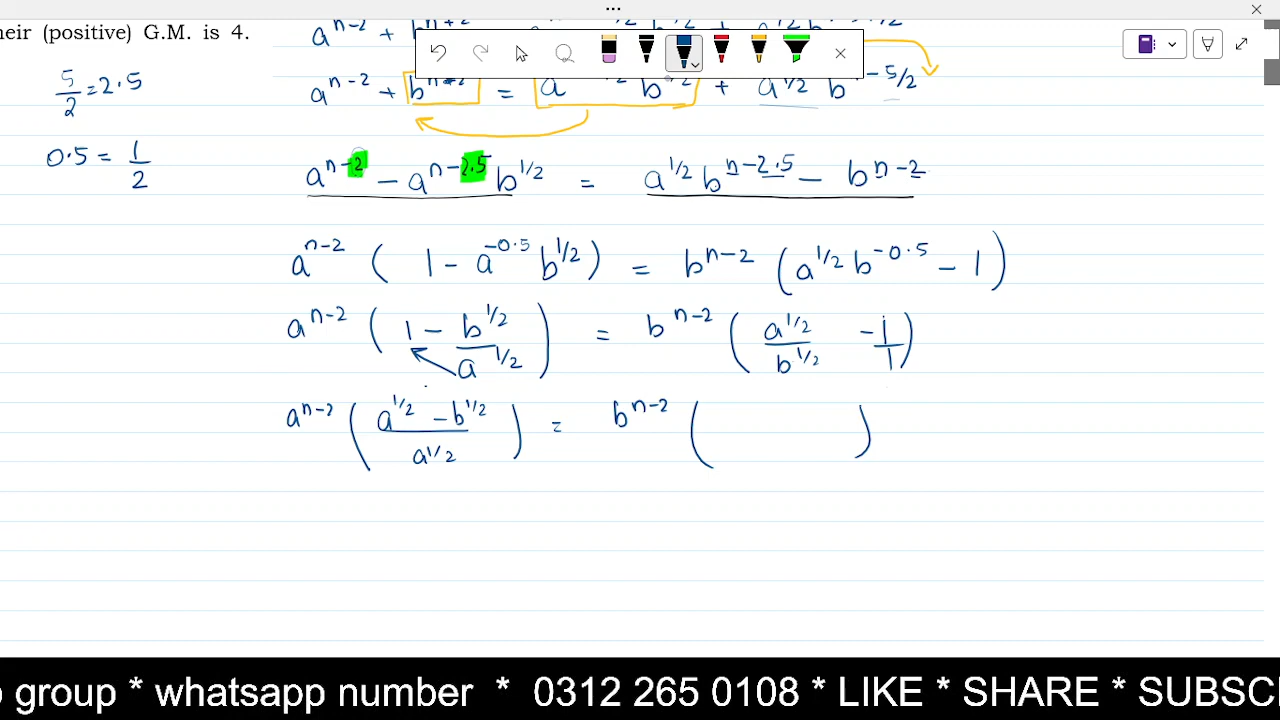 ...
neir (positive) G.M. is 4.
5/2 = 2.5
0.5 = 1/2
a^(n-2) +
a^(n-2) + b^(n-2) = a b^(1/2) + a^(1/2) b^(-5/2)
a^(n-2) - a^(n-2.5) b^(1/2) = a^(1/2) b^(n-2.5) - b^(n-2)
a^(n-2) ( 1 - a^(-0.5) b^(1/2) ) = b^(n-2) ( a^(1/2) b^(-0.5) - 1 )
a^(n-2) ( 1 - b^(1/2)/a^(1/2) ) = b^(n-2) ( a^(1/2)/b^(1/2) - 1/1 )
a^(n-2) ( (a^(1/2) - b^(1/2))/a^(1/2) ) = b^(n-2) ( )
group * whatsapp number * 0312 265 0108 * LIKE * SHARE * SUBSC